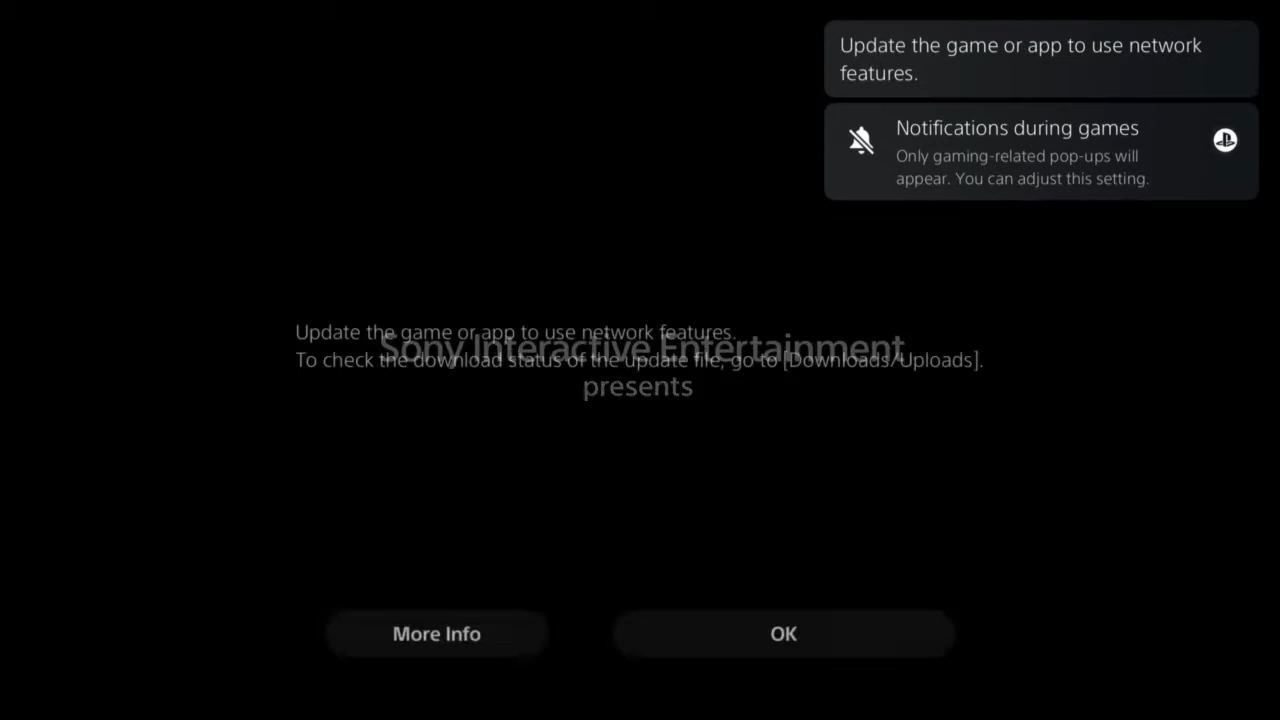 Update the game or app to use network
features.
Notifications during games
Only gaming-related pop-ups will
appear. You can adjust this setting.
Update the game or app to use network features.
Sony Interactive Entertainment
To check the download status of the update file, go to [Downloads/Uploads].
presents
More Info
OK